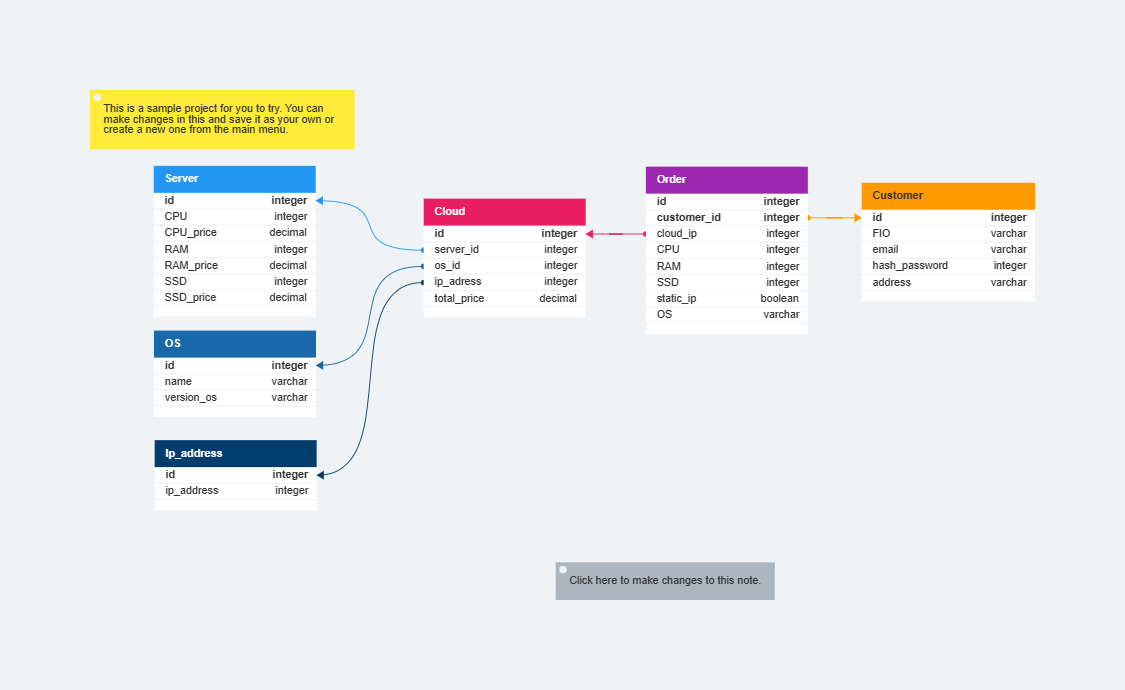 This is a sample project for you to try. You can
make changes in this and save it as your own or
create a new one from the main menu.
Server
id integer
CPU integer
CPU_price decimal
RAM integer
RAM_price decimal
SSD integer
SSD_price decimal
OS
id integer
name varchar
version_os varchar
Ip_address
id integer
ip_address integer
Cloud
id integer
server_id integer
os_id integer
ip_adress integer
total_price decimal
Order
id integer
customer_id integer
cloud_ip integer
CPU integer
RAM integer
SSD integer
static_ip boolean
OS varchar
Customer
id integer
FIO varchar
email varchar
hash_password integer
address varchar
Click here to make changes to this note.